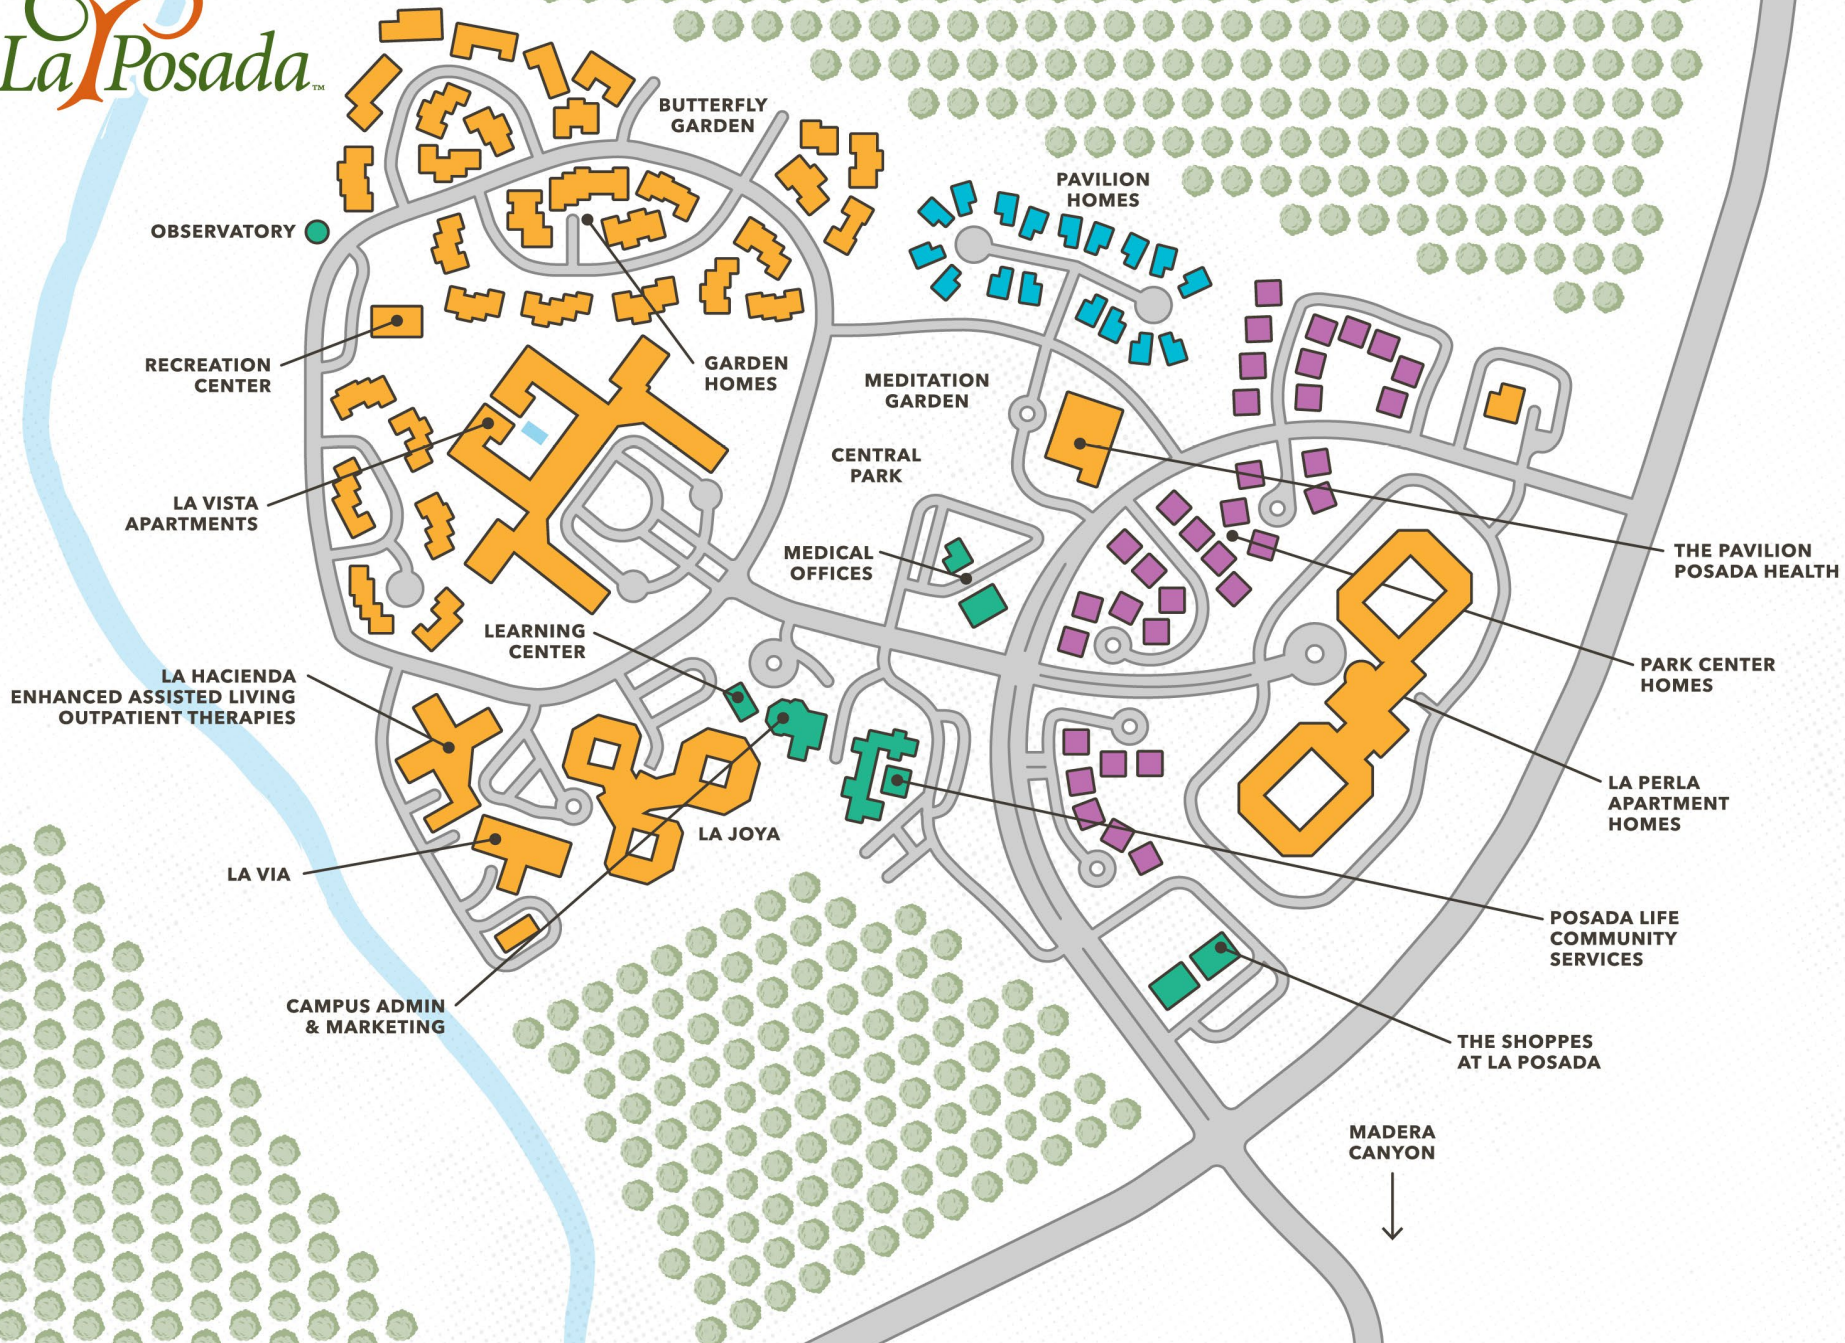 La Posada™
BUTTERFLY
GARDEN
PAVILION
HOMES
OBSERVATORY
RECREATION
CENTER
GARDEN
HOMES
MEDITATION
GARDEN
CENTRAL
PARK
LA VISTA
APARTMENTS
MEDICAL
OFFICES
THE PAVILION
POSADA HEALTH
LEARNING
CENTER
LA HACIENDA
ENHANCED ASSISTED LIVING
OUTPATIENT THERAPIES
PARK CENTER
HOMES
LA PERLA
APARTMENT
HOMES
LA JOYA
LA VIA
POSADA LIFE
COMMUNITY
SERVICES
CAMPUS ADMIN
& MARKETING
THE SHOPPES
AT LA POSADA
MADERA
CANYON